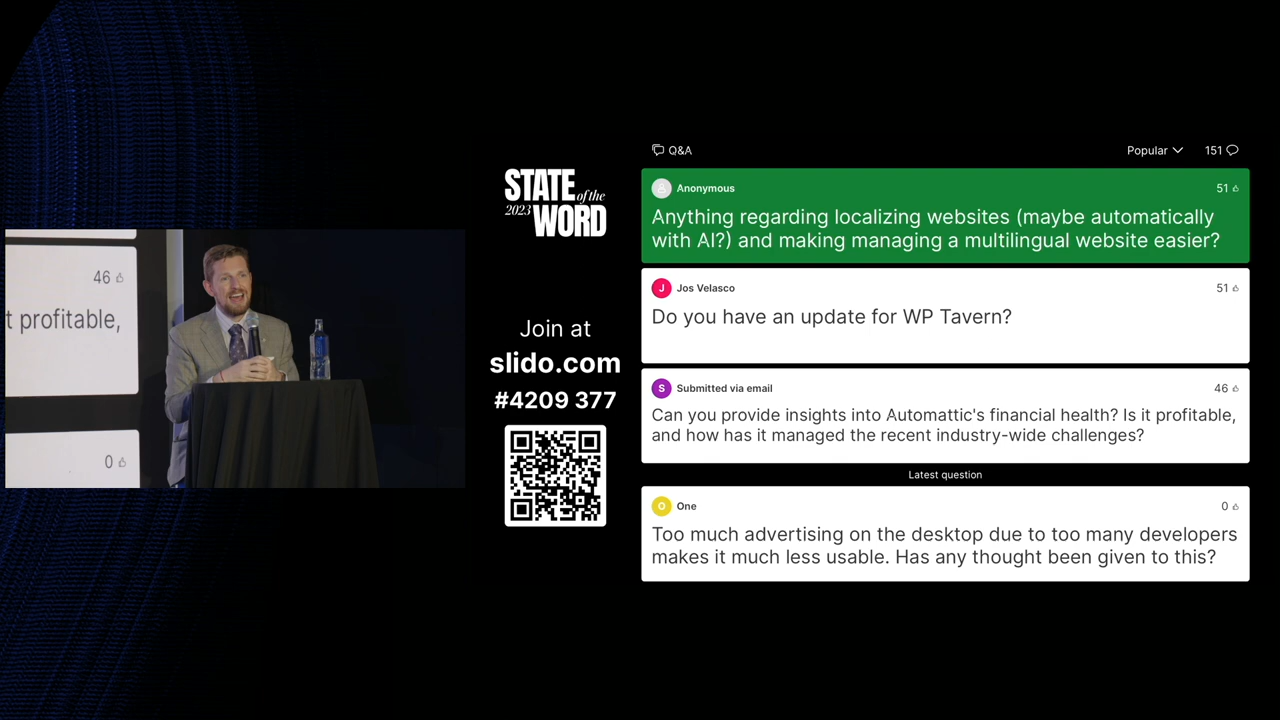 46
t profitable,
0
STATE of the
2023 WORD
Join at
slido.com
#4209 377
Q&A
Popular
151
Anonymous
51
Anything regarding localizing websites (maybe automatically
with AI?) and making managing a multilingual website easier?
J
Jos Velasco
51
Do you have an update for WP Tavern?
S
Submitted via email
46
Can you provide insights into Automattic's financial health? Is it profitable,
and how has it managed the recent industry-wide challenges?
Latest question
O
One
0
Too much advertising on the desktop due to too many developers
makes it much less usable. Has any thought been given to this?